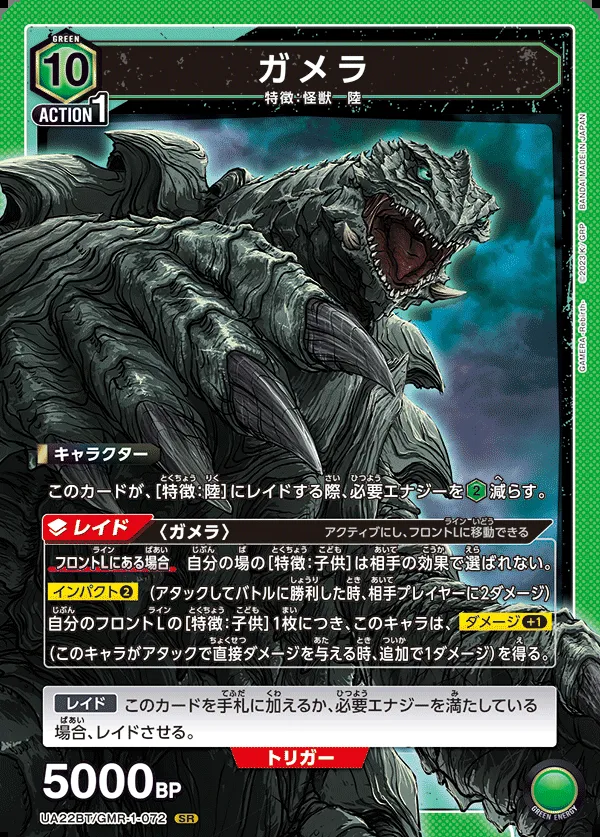 GREEN
10
ACTION1
ガメラ
特徴:怪獣 陸
キャラクター
このカードが、[特徴:陸]にレイドする際、必要エナジーを2減らす。
レイド 〈ガメラ〉 アクティブにし、フロントLに移動できる
フロントLにある場合 自分の場の[特徴:子供]は相手の効果で選ばれない。
インパクト2 (アタックしてバトルに勝利した時、相手プレイヤーに2ダメージ)
自分のフロントLの[特徴:子供]1枚につき、このキャラは、ダメージ+1
(このキャラがアタックで直接ダメージを与える時、追加で1ダメージ)を得る。
レイド このカードを手札に加えるか、必要エナジーを満たしている
場合、レイドさせる。
トリガー
5000BP
UA22BT/GMR-1-072 SR
GREEN ENERGY
GAMERA -Rebirth- ©2023 K/GRP BANDAI MADE IN JAPAN